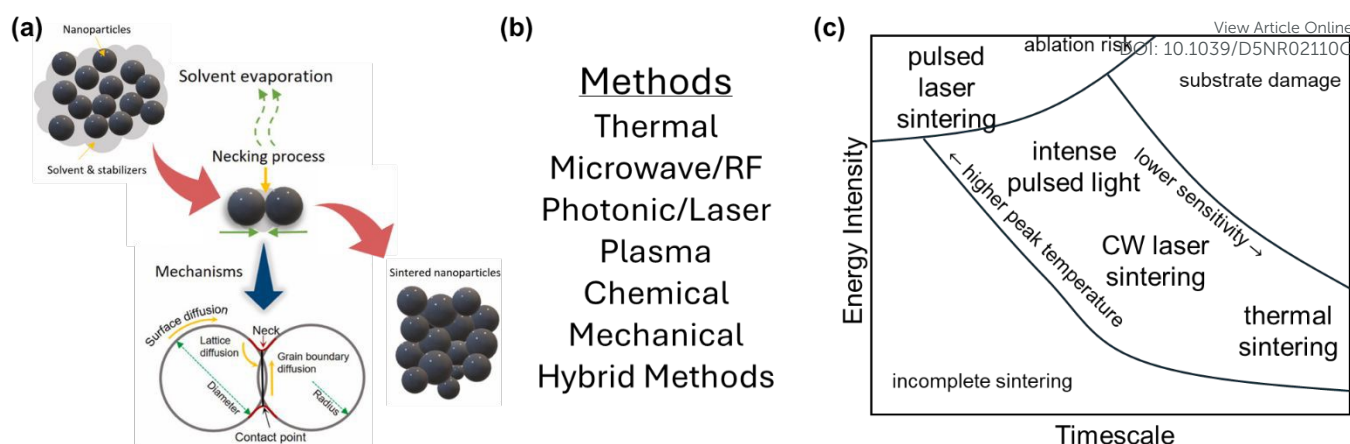 (a)
Nanoparticles
Solvent & stabilizers
Solvent evaporation
Necking process
Mechanisms
Surface diffusion
Neck
Lattice
diffusion
Grain boundary
diffusion
Diameter
Radius
Contact point
Sintered nanoparticles
(b)
Methods
Thermal
Microwave/RF
Photonic/Laser
Plasma
Chemical
Mechanical
Hybrid Methods
(c)
View Article Online
DOI: 10.1039/D5NR02110G
ablation risk
pulsed
laser
sintering
substrate damage
intense
pulsed light
← higher peak temperature
lower sensitivity →
CW laser
sintering
thermal
sintering
incomplete sintering
Energy Intensity
Timescale